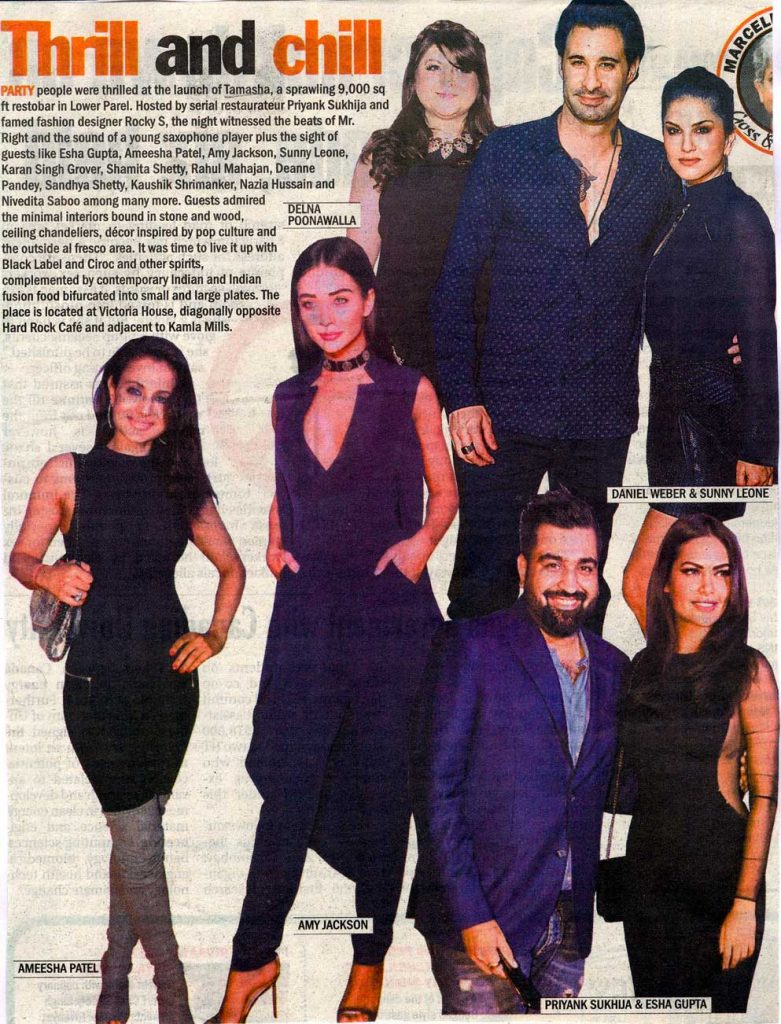 Thrill and chill
PARTY people were thrilled at the launch of Tamasha, a sprawling 9,000 sq
ft restobar in Lower Parel. Hosted by serial restaurateur Priyank Sukhija and
famed fashion designer Rocky S, the night witnessed the beats of Mr.
Right and the sound of a young saxophone player plus the sight of
guests like Esha Gupta, Ameesha Patel, Amy Jackson, Sunny Leone,
Karan Singh Grover, Shamita Shetty, Rahul Mahajan, Deanne
Pandey, Sandhya Shetty, Kaushik Shrimanker, Nazia Hussain and
Nivedita Saboo among many more. Guests admired
the minimal interiors bound in stone and wood,
ceiling chandeliers, décor inspired by pop culture and
the outside al fresco area. It was time to live it up with
Black Label and Ciroc and other spirits,
complemented by contemporary Indian and Indian
fusion food bifurcated into small and large plates. The
place is located at Victoria House, diagonally opposite
Hard Rock Café and adjacent to Kamla Mills.
MARCELL
Goss &
DELNA
POONAWALLA
DANIEL WEBER & SUNNY LEONE
AMY JACKSON
AMEESHA PATEL
PRIYANK SUKHIJA & ESHA GUPTA